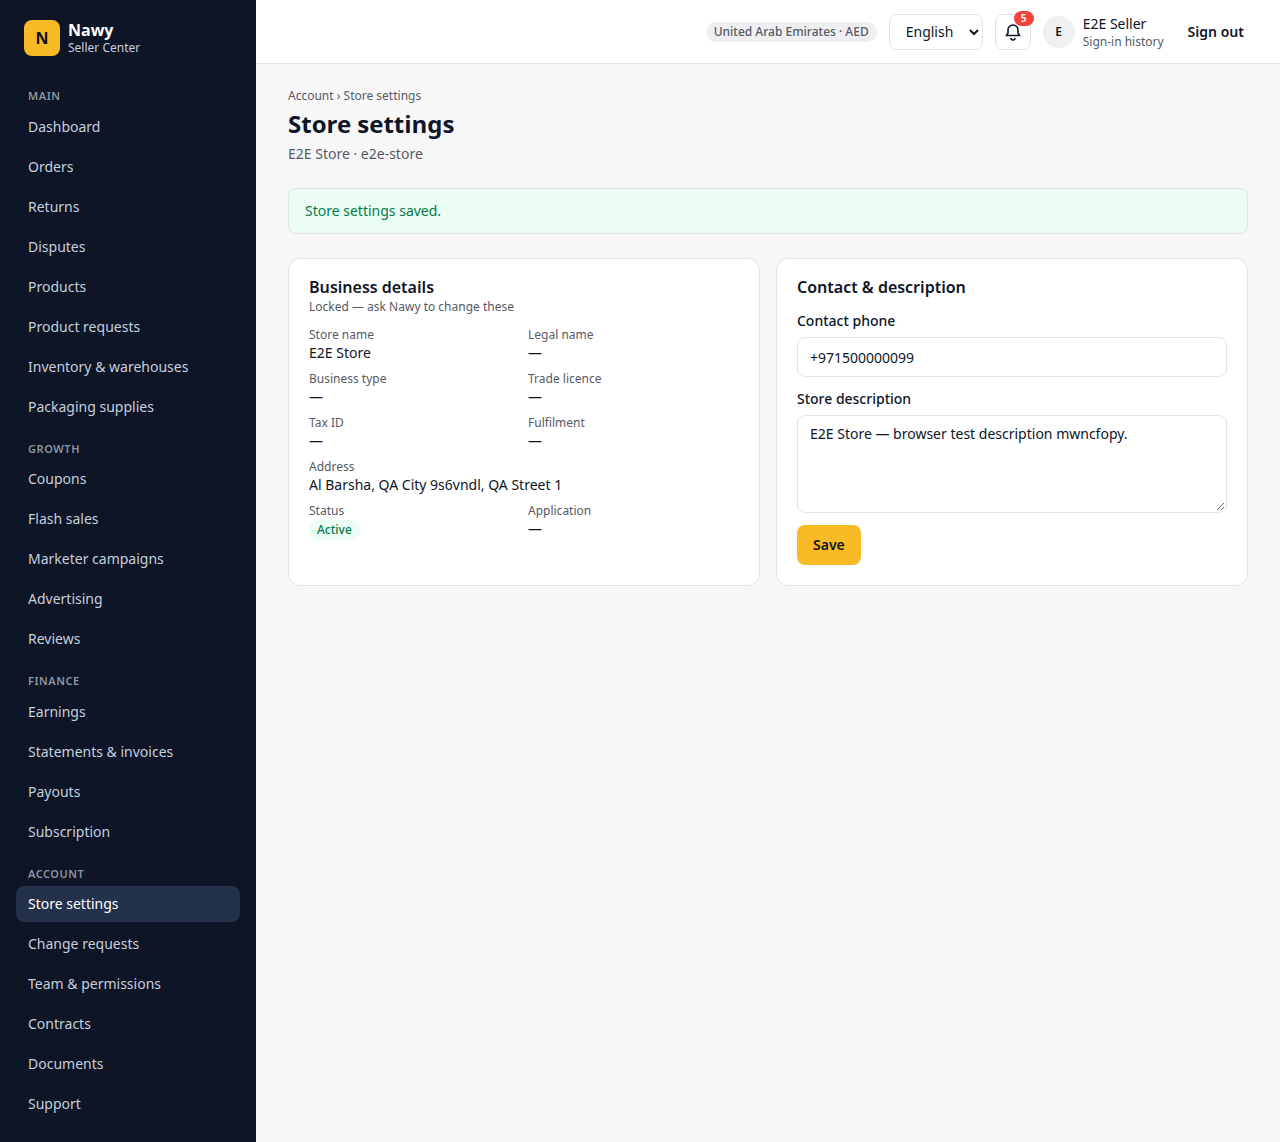 N
Nawy
Seller Center
MAIN
Dashboard
Orders
Returns
Disputes
Products
Product requests
Inventory & warehouses
Packaging supplies
GROWTH
Coupons
Flash sales
Marketer campaigns
Advertising
Reviews
FINANCE
Earnings
Statements & invoices
Payouts
Subscription
ACCOUNT
Store settings
Change requests
Team & permissions
Contracts
Documents
Support
United Arab Emirates · AED
English
5
E
E2E Seller
Sign-in history
Sign out
Account › Store settings
Store settings
E2E Store · e2e-store
Store settings saved.
Business details
Locked — ask Nawy to change these
Store name
E2E Store
Legal name
—
Business type
—
Trade licence
—
Tax ID
—
Fulfilment
—
Address
Al Barsha, QA City 9s6vndl, QA Street 1
Status
Active
Application
—
Contact & description
Contact phone
+971500000099
Store description
E2E Store — browser test description mwncfopy.
Save